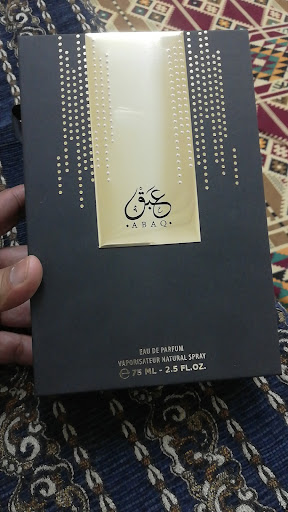 عبق
•ABAQ•
EAU DE PARFUM
VAPORISATEUR NATURAL SPRAY
℮ 75 ML - 2.5 FL.OZ.